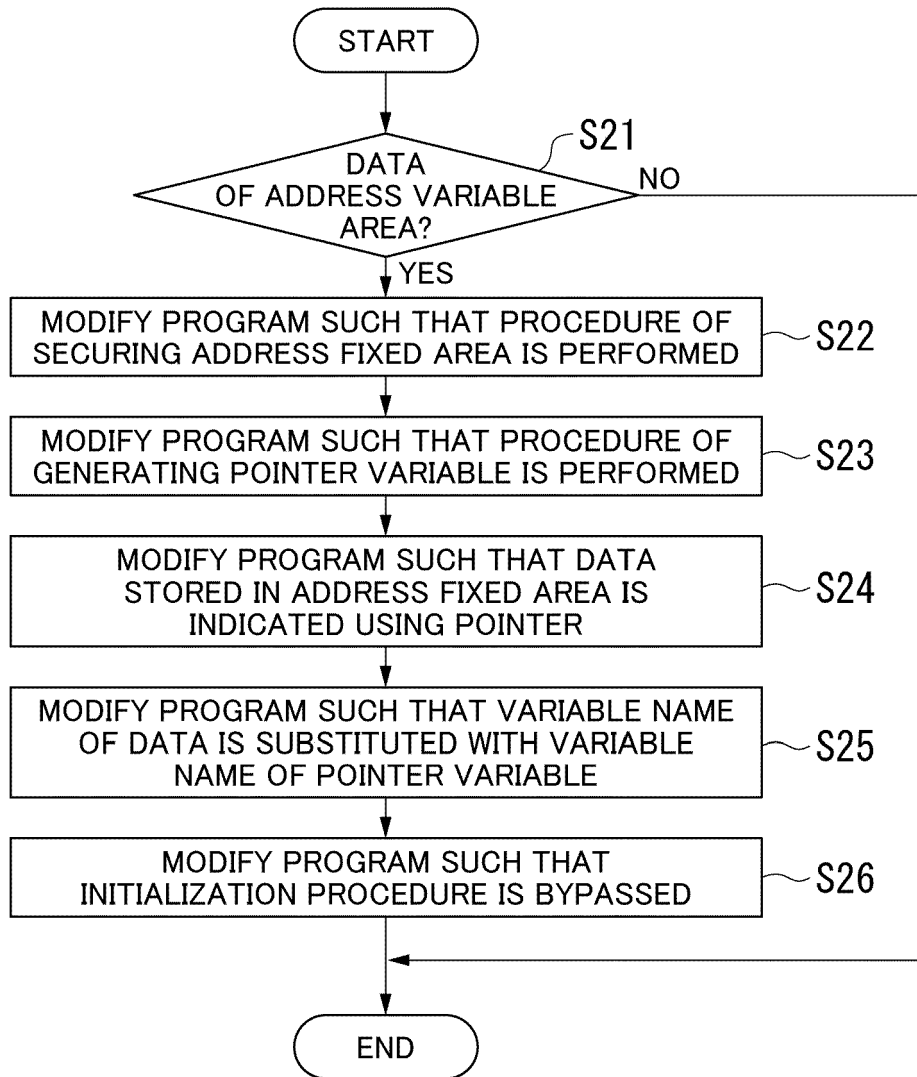 START
S21
DATA
OF ADDRESS VARIABLE
AREA?
NO
YES
MODIFY PROGRAM SUCH THAT PROCEDURE OF
SECURING ADDRESS FIXED AREA IS PERFORMED
S22
MODIFY PROGRAM SUCH THAT PROCEDURE OF
GENERATING POINTER VARIABLE IS PERFORMED
S23
MODIFY PROGRAM SUCH THAT DATA
STORED IN ADDRESS FIXED AREA IS
INDICATED USING POINTER
S24
MODIFY PROGRAM SUCH THAT VARIABLE NAME
OF DATA IS SUBSTITUTED WITH VARIABLE
NAME OF POINTER VARIABLE
S25
MODIFY PROGRAM SUCH THAT
INITIALIZATION PROCEDURE IS BYPASSED
S26
END